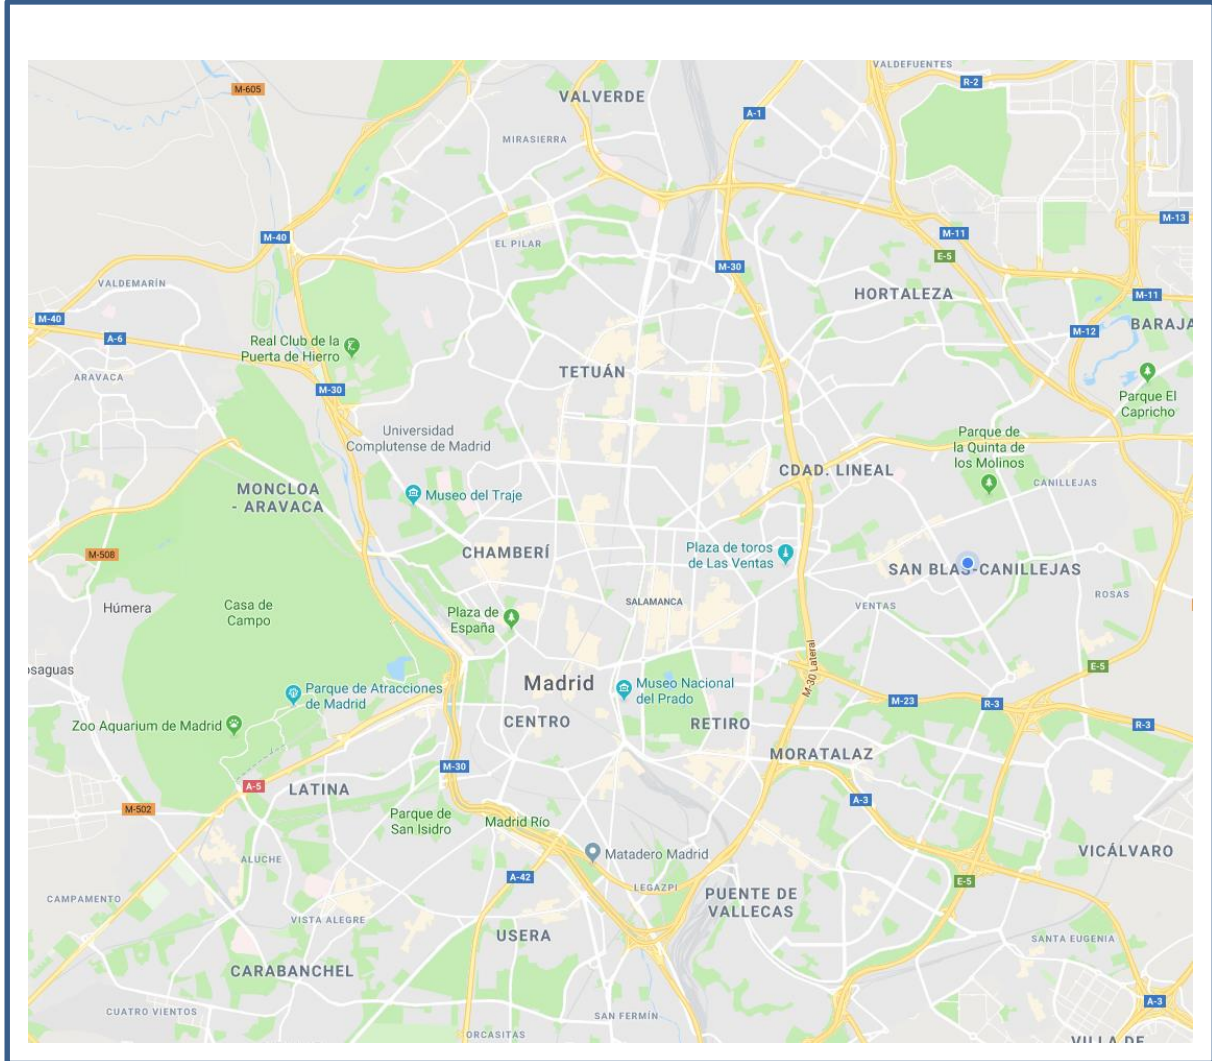 VALDEFUENTES
R-2
M-605
VALVERDE
A-1
MIRASIERRA
M-13
M-11
M-40
EL PILAR
E-5
M-30
VALDEMARÍN
HORTALEZA
M-11
M-40
BARAJA
M-12
A-6
Real Club de la
Puerta de Hierro
TETUÁN
ARAVACA
M-30
Parque El
Capricho
Universidad
Complutense de Madrid
Parque de
la Quinta de
los Molinos
CDAD. LINEAL
CANILLEJAS
MONCLOA
- ARAVACA
Museo del Traje
M-508
CHAMBERÍ
Plaza de toros
de Las Ventas
SAN BLAS-CANILLEJAS
Húmera
Casa de
Campo
SALAMANCA
VENTAS
ROSAS
Plaza de
España
osaguas
M-30 Lateral
E-5
Madrid
Museo Nacional
del Prado
Parque de Atracciones
de Madrid
M-23
R-3
R-3
Zoo Aquarium de Madrid
CENTRO
RETIRO
MORATALAZ
M-30
A-5
LATINA
A-3
M-502
Parque de
San Isidro
Madrid Río
Matadero Madrid
VICÁLVARO
ALUCHE
A-42
LEGAZPI
E-5
CAMPAMENTO
PUENTE DE
VALLECAS
VISTA ALEGRE
USERA
SANTA EUGENIA
CARABANCHEL
A-3
CUATRO VIENTOS
SAN FERMÍN
ORCASITAS
VILLA DE